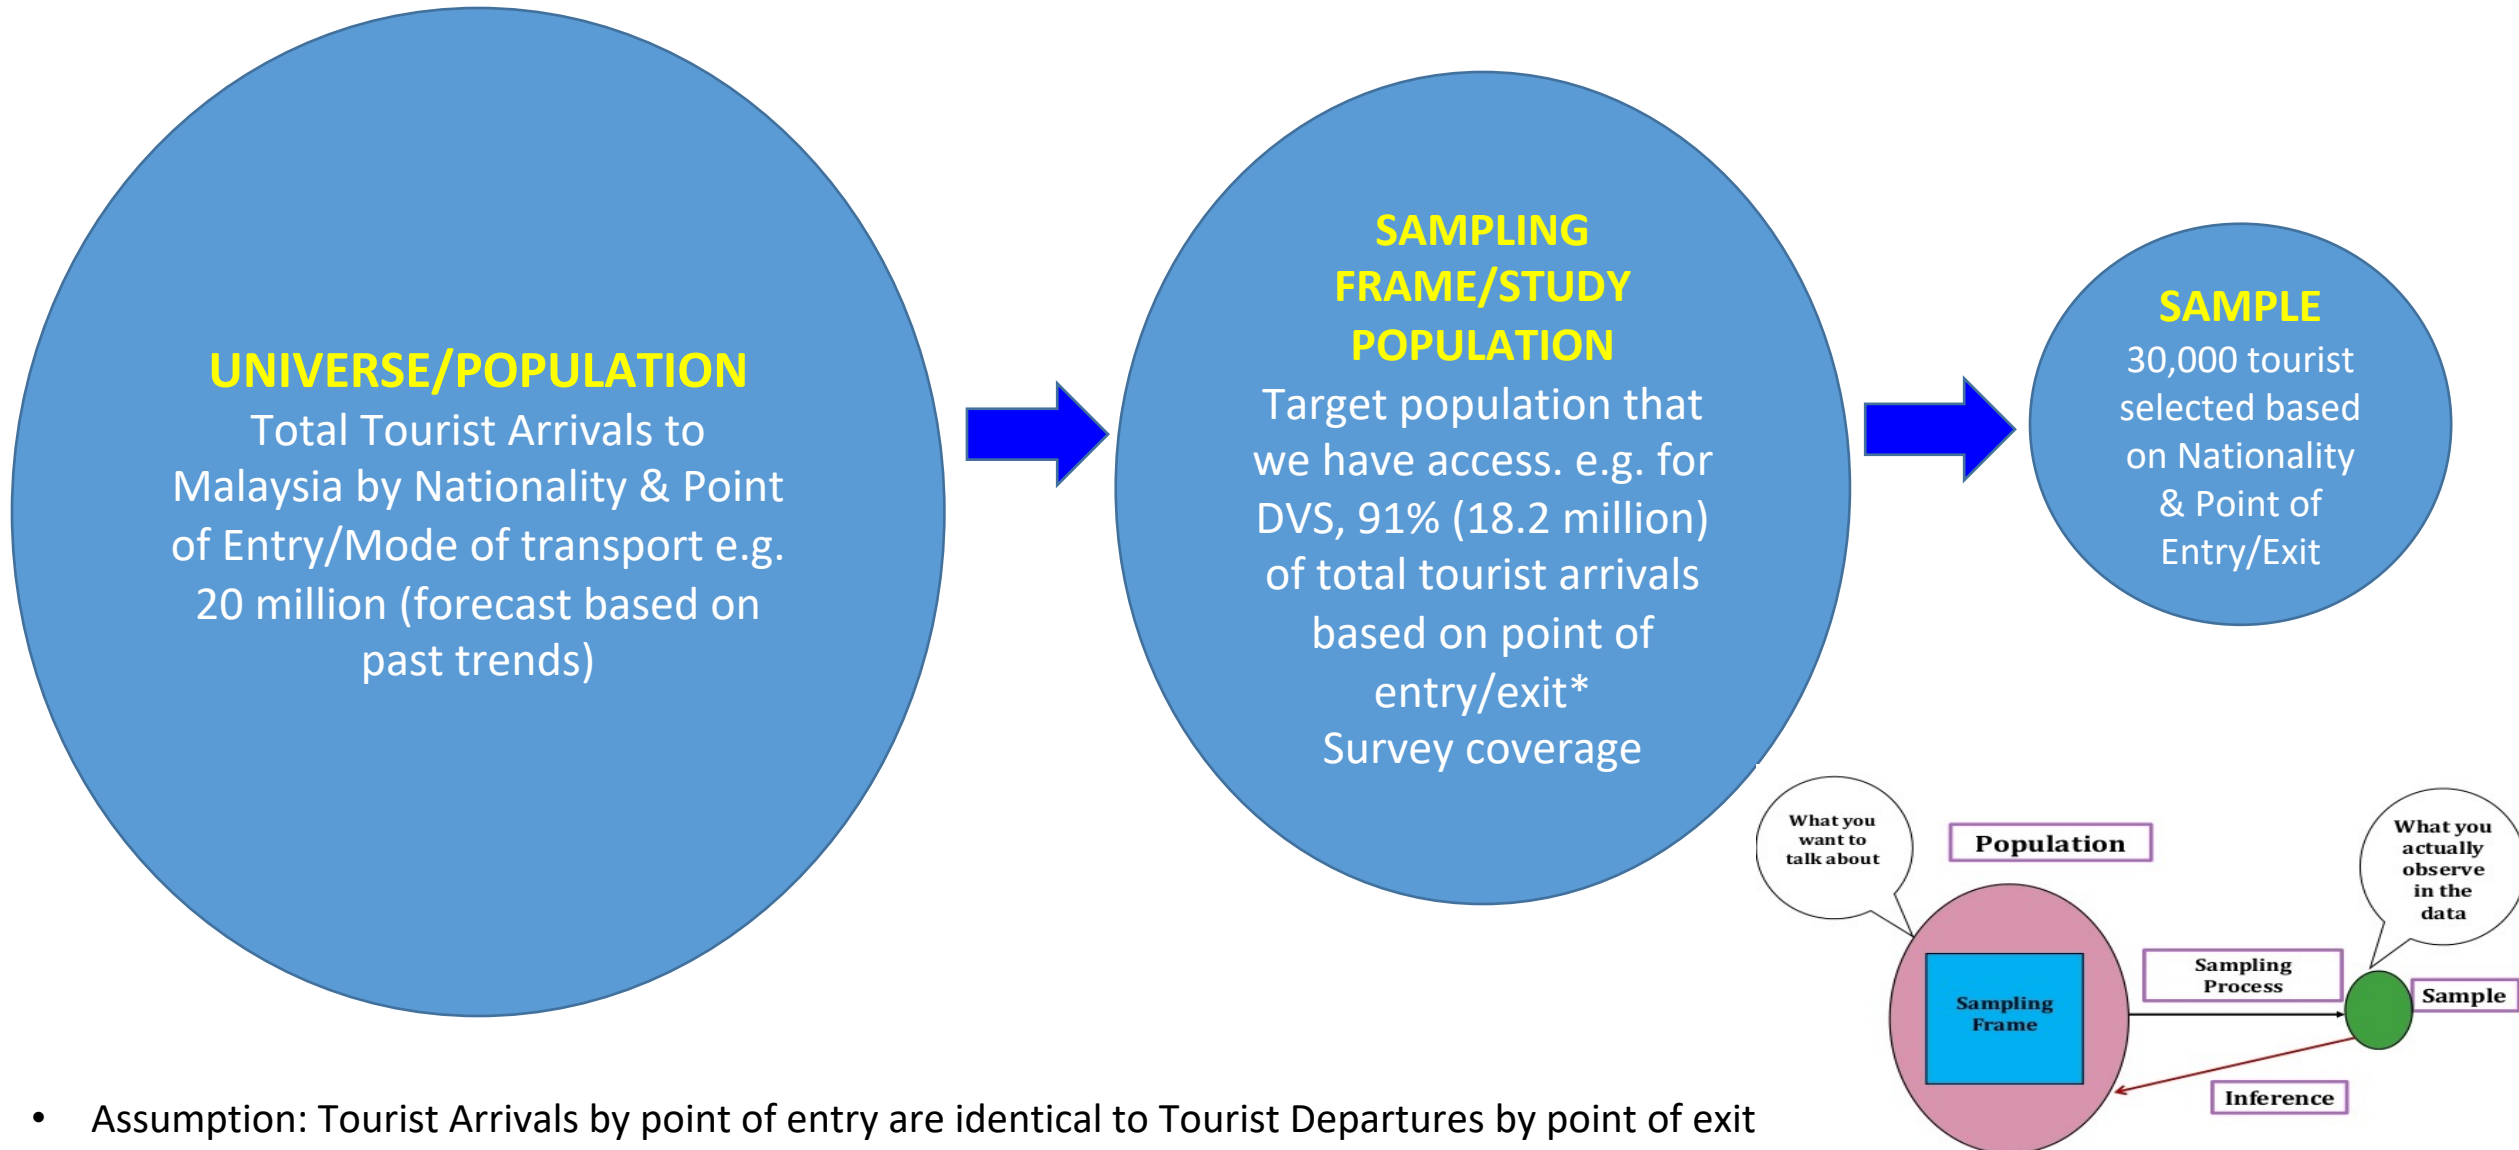 UNIVERSE/POPULATION
Total Tourist Arrivals to
Malaysia by Nationality & Point
of Entry/Mode of transport e.g.
20 million (forecast based on
past trends)
SAMPLING
FRAME/STUDY
POPULATION
Target population that
we have access. e.g. for
DVS, 91% (18.2 million)
of total tourist arrivals
based on point of
entry/exit*
Survey coverage
SAMPLE
30,000 tourist
selected based
on Nationality
& Point of
Entry/Exit
What you
want to
talk about
Population
What you
actually
observe
in the
data
Sampling
Frame
Sampling
Process
Sample
Inference
• Assumption: Tourist Arrivals by point of entry are identical to Tourist Departures by point of exit